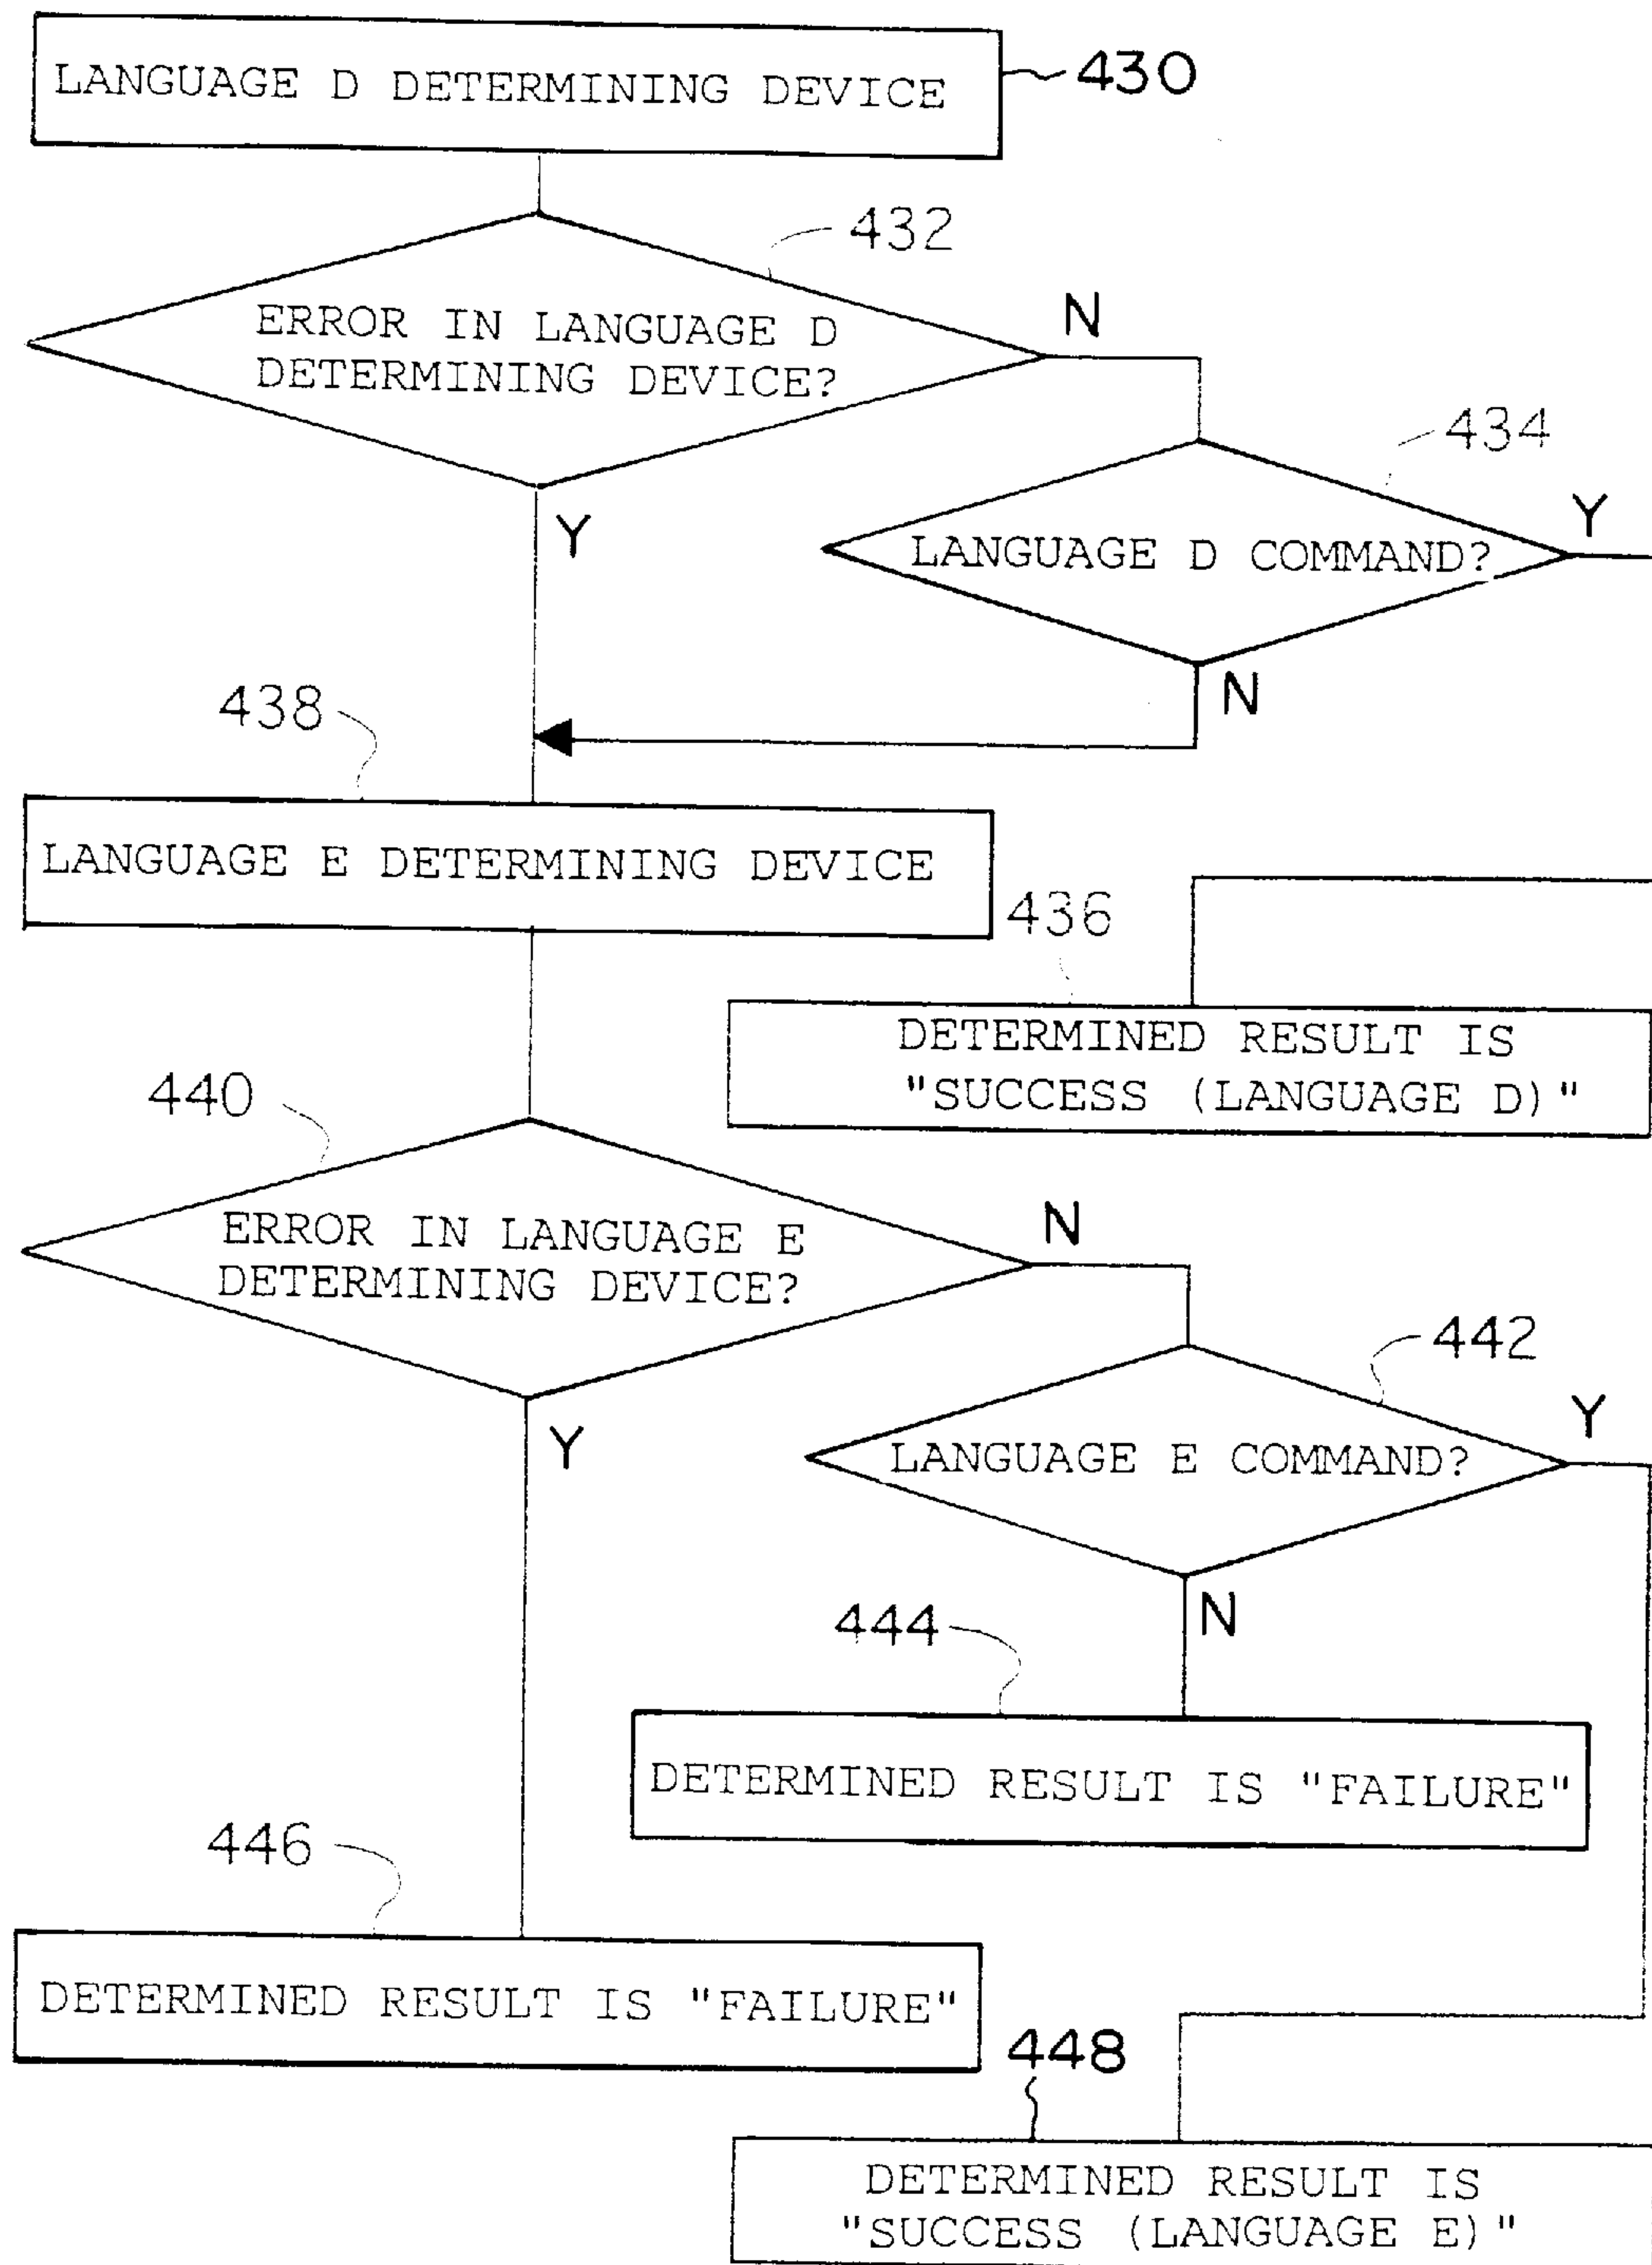 LANGUAGE D DETERMINING DEVICE
430
432
ERROR IN LANGUAGE D
DETERMINING DEVICE?
N
Y
434
LANGUAGE D COMMAND?
Y
N
438
LANGUAGE E DETERMINING DEVICE
436
DETERMINED RESULT IS
"SUCCESS (LANGUAGE D)"
440
ERROR IN LANGUAGE E
DETERMINING DEVICE?
N
Y
442
LANGUAGE E COMMAND?
Y
N
444
DETERMINED RESULT IS "FAILURE"
446
DETERMINED RESULT IS "FAILURE"
448
DETERMINED RESULT IS
"SUCCESS (LANGUAGE E)"